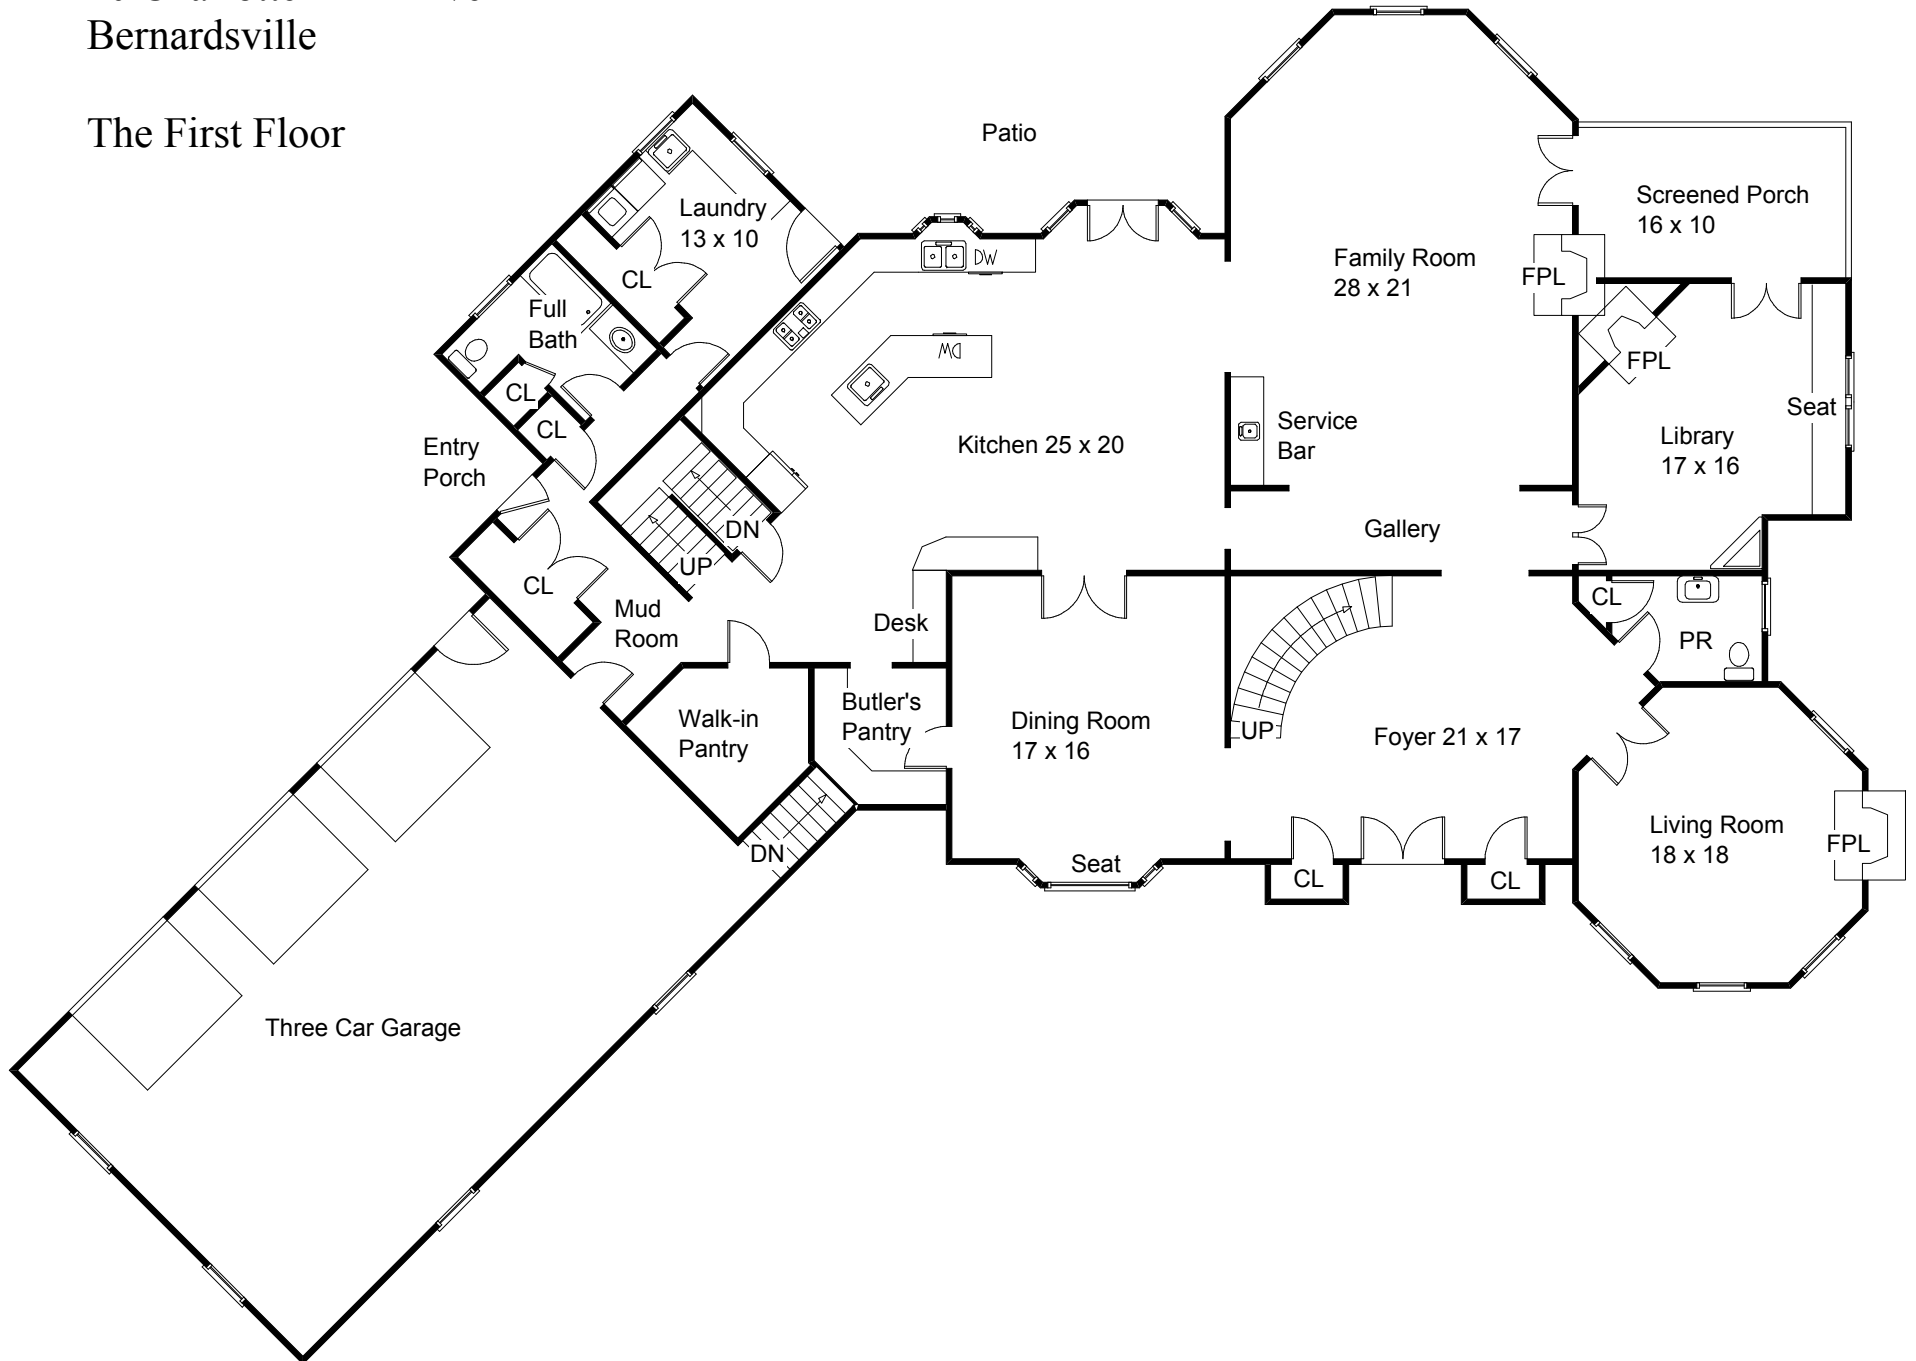 Bernardsville
The First Floor
Patio
Laundry
13 x 10
Screened Porch
16 x 10
Family Room
28 x 21
DW
FPL
CL
Full
Bath
DW
FPL
CL
CL
Seat
Service
Bar
Library
17 x 16
Entry
Porch
Kitchen 25 x 20
Gallery
DN
UP
CL
Mud
Room
Desk
CL
PR
Butler's
Pantry
Walk-in
Pantry
Dining Room
17 x 16
UP
Foyer 21 x 17
Living Room
18 x 18
FPL
DN
Seat
CL
CL
Three Car Garage